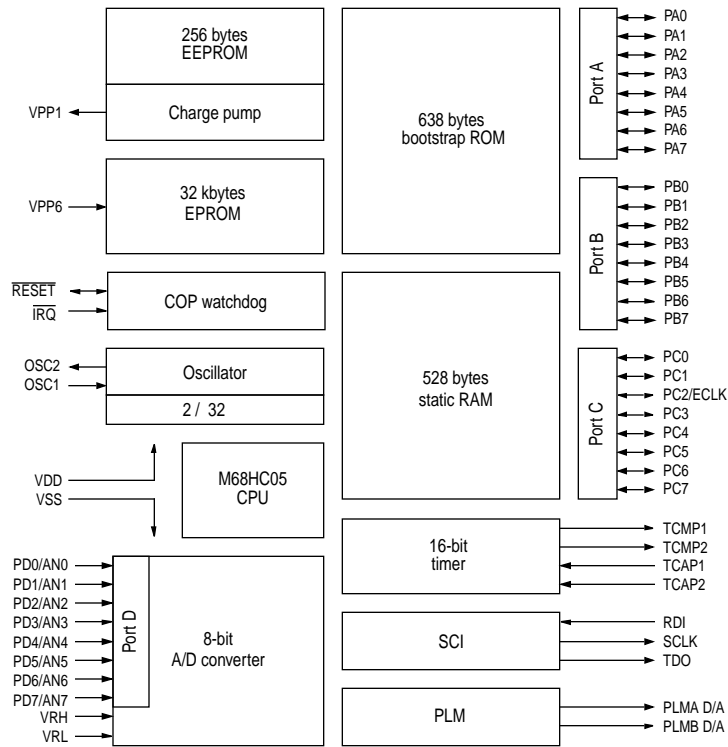 256 bytes
EEPROM
Charge pump
VPP1
32 kbytes
EPROM
VPP6
COP watchdog
RESET
IRQ
Oscillator
OSC2
OSC1
2 / 32
VDD
VSS
M68HC05
CPU
PD0/AN0
PD1/AN1
PD2/AN2
PD3/AN3
PD4/AN4
PD5/AN5
PD6/AN6
PD7/AN7
VRH
VRL
Port D
8-bit
A/D converter
638 bytes
bootstrap ROM
528 bytes
static RAM
16-bit
timer
TCMP1
TCMP2
TCAP1
TCAP2
SCI
RDI
SCLK
TDO
PLM
PLMA D/A
PLMB D/A
Port A
PA0
PA1
PA2
PA3
PA4
PA5
PA6
PA7
Port B
PB0
PB1
PB2
PB3
PB4
PB5
PB6
PB7
Port C
PC0
PC1
PC2/ECLK
PC3
PC4
PC5
PC6
PC7